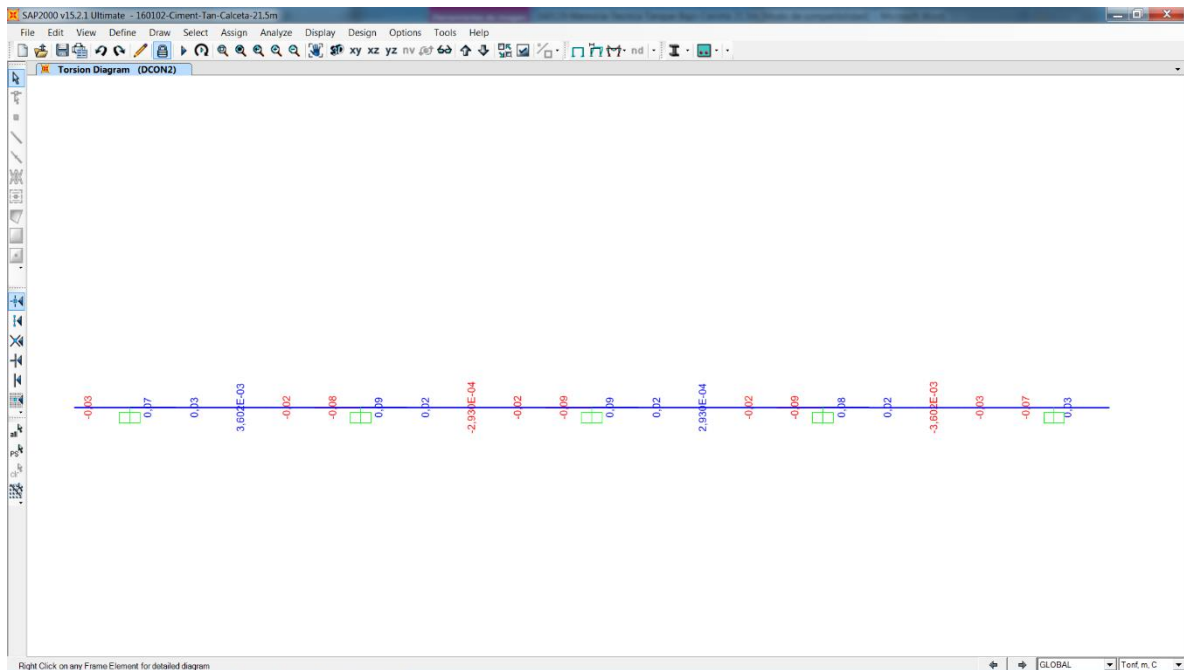 SAP2000 v15.2.1 Ultimate - 160102-Ciment-Tan-Calceta-21.5m
File Edit View Define Draw Select Assign Analyze Display Design Options Tools Help
xy xz yz nv nd
Torsion Diagram (DCON2)
-0,03 0,07 0,03 3,602E-03 -0,02 -0,08 0,09 0,02 -2,930E-04 -0,02 -0,09 0,09 0,02 2,930E-04 -0,02 -0,09 0,08 0,02 -3,602E-03 -0,03 -0,07 0,03
all
PS
clr
Right Click on any Frame Element for detailed diagram
GLOBAL
Tonf, m, C